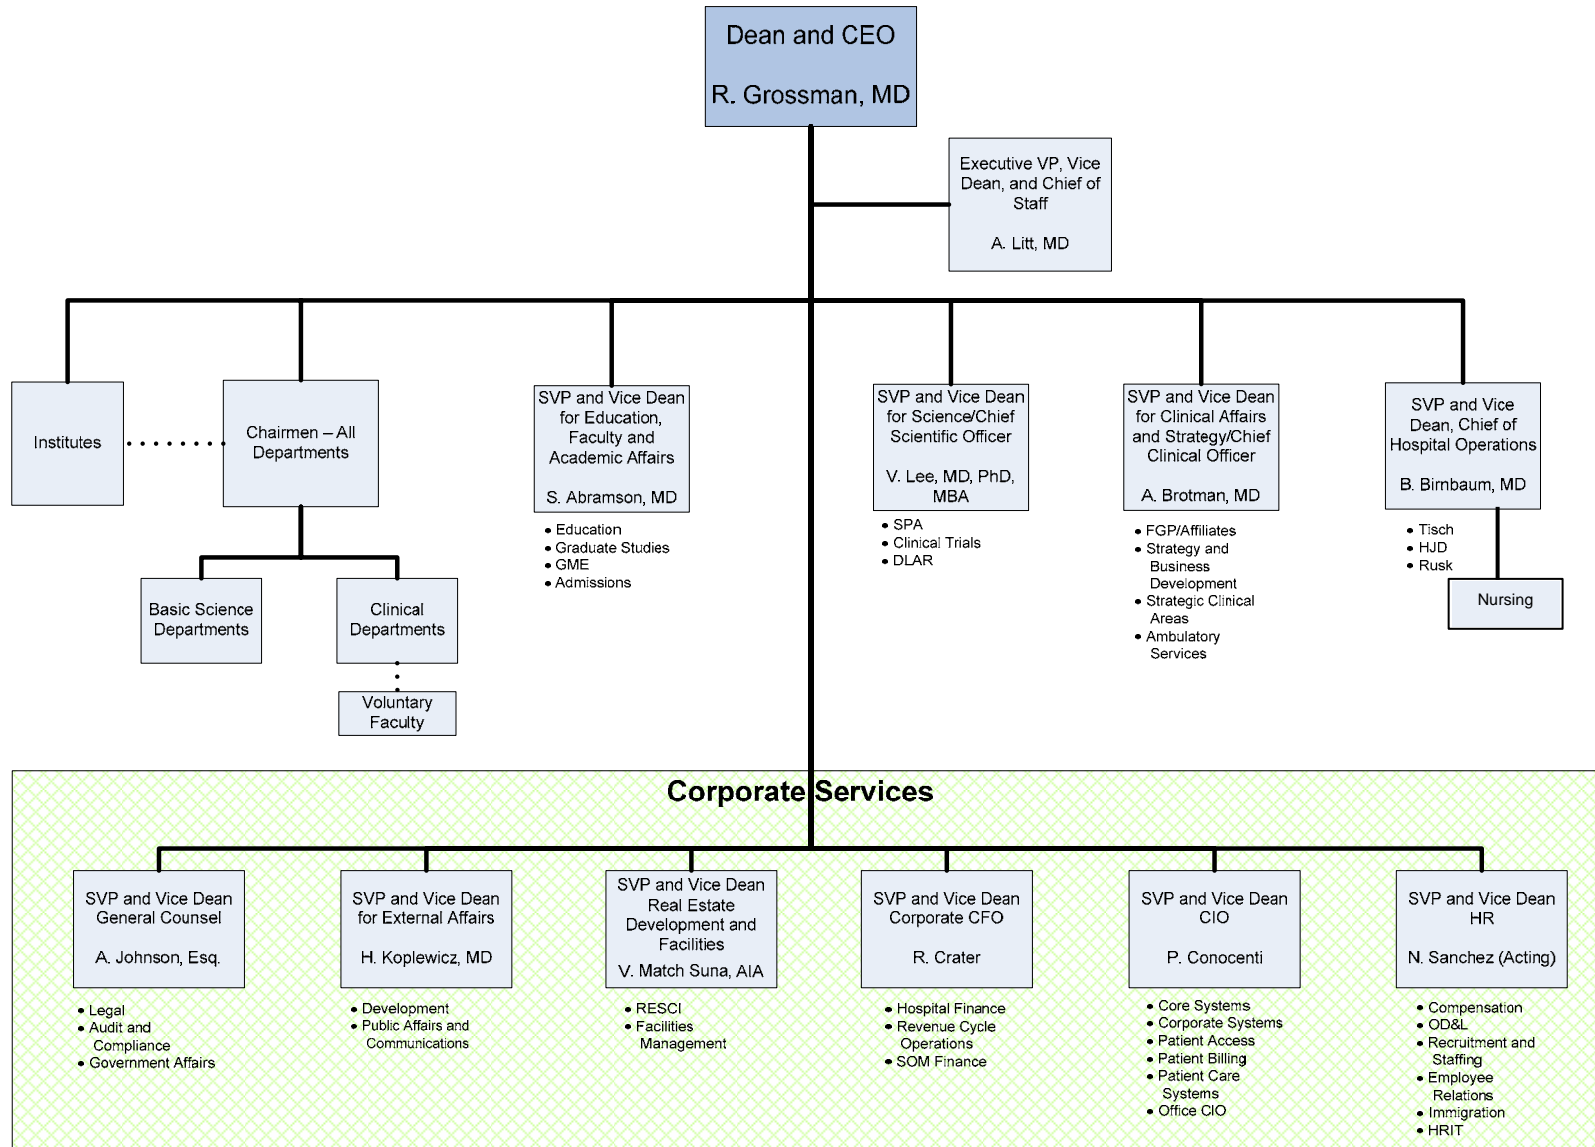 Dean and CEO
R. Grossman, MD
Executive VP, Vice
Dean, and Chief of
Staff
A. Litt, MD
Institutes
Chairmen – All
Departments
SVP and Vice Dean
for Education,
Faculty and
Academic Affairs
S. Abramson, MD
• Education
• Graduate Studies
• GME
• Admissions
SVP and Vice Dean
for Science/Chief
Scientific Officer
V. Lee, MD, PhD,
MBA
• SPA
• Clinical Trials
• DLAR
SVP and Vice Dean
for Clinical Affairs
and Strategy/Chief
Clinical Officer
A. Brotman, MD
• FGP/Affiliates
• Strategy and
Business
Development
• Strategic Clinical
Areas
• Ambulatory
Services
SVP and Vice
Dean, Chief of
Hospital Operations
B. Birnbaum, MD
• Tisch
• HJD
• Rusk
Nursing
Basic Science
Departments
Clinical
Departments
Voluntary
Faculty
Corporate Services
SVP and Vice Dean
General Counsel
A. Johnson, Esq.
• Legal
• Audit and
Compliance
• Government Affairs
SVP and Vice Dean
for External Affairs
H. Koplewicz, MD
• Development
• Public Affairs and
Communications
SVP and Vice Dean
Real Estate
Development and
Facilities
V. Match Suna, AIA
• RESCI
• Facilities
Management
SVP and Vice Dean
Corporate CFO
R. Crater
• Hospital Finance
• Revenue Cycle
Operations
• SOM Finance
SVP and Vice Dean
CIO
P. Conocenti
• Core Systems
• Corporate Systems
• Patient Access
• Patient Billing
• Patient Care
Systems
• Office CIO
SVP and Vice Dean
HR
N. Sanchez (Acting)
• Compensation
• OD&L
• Recruitment and
Staffing
• Employee
Relations
• Immigration
• HRIT